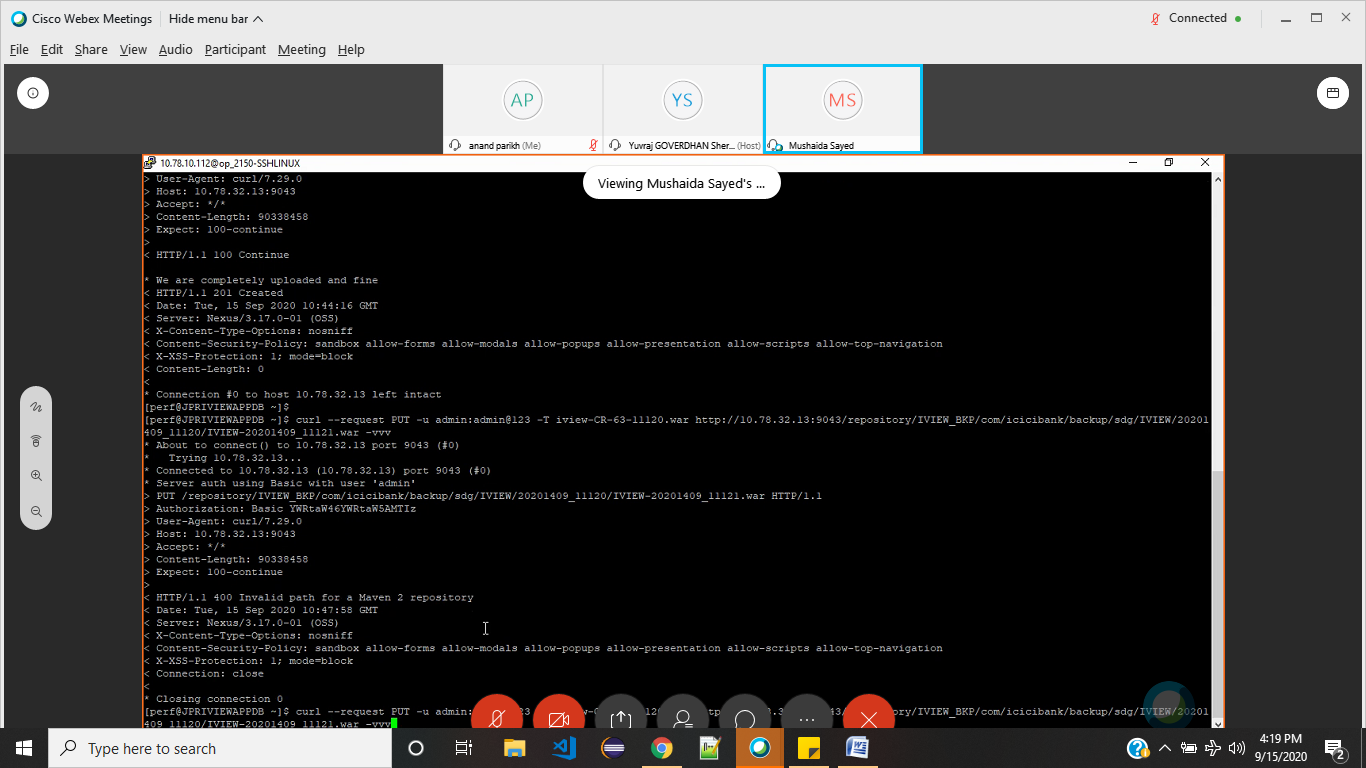 Cisco Webex Meetings
Hide menu bar
Connected
File Edit Share View Audio Participant Meeting Help
AP
YS
MS
anand parikh (Me)
Yuvraj GOVERDHAN Sher... (Host)
Mushaida Sayed
10.78.10.112@op_2150-SSHLINUX
Viewing Mushaida Sayed's ...
> User-Agent: curl/7.29.0
> Host: 10.78.32.13:9043
> Accept: */*
> Content-Length: 90338458
> Expect: 100-continue
>
< HTTP/1.1 100 Continue
* We are completely uploaded and fine
< HTTP/1.1 201 Created
< Date: Tue, 15 Sep 2020 10:44:16 GMT
< Server: Nexus/3.17.0-01 (OSS)
< X-Content-Type-Options: nosniff
< Content-Security-Policy: sandbox allow-forms allow-modals allow-popups allow-presentation allow-scripts allow-top-navigation
< X-XSS-Protection: 1; mode=block
< Content-Length: 0
<
* Connection #0 to host 10.78.32.13 left intact
[perf@JPRIVIEWAPPDB ~]$
[perf@JPRIVIEWAPPDB ~]$ curl --request PUT -u admin:admin@123 -T iview-CR-63-11120.war http://10.78.32.13:9043/repository/IVIEW_BKP/com/icicibank/backup/sdg/IVIEW/20201
409_11120/IVIEW-20201409_11121.war -vvv
* About to connect() to 10.78.32.13 port 9043 (#0)
* Trying 10.78.32.13...
* Connected to 10.78.32.13 (10.78.32.13) port 9043 (#0)
* Server auth using Basic with user 'admin'
> PUT /repository/IVIEW_BKP/com/icicibank/backup/sdg/IVIEW/20201409_11120/IVIEW-20201409_11121.war HTTP/1.1
> Authorization: Basic YWRtaW46YWRtaW5AMTIz
> User-Agent: curl/7.29.0
> Host: 10.78.32.13:9043
> Accept: */*
> Content-Length: 90338458
> Expect: 100-continue
>
< HTTP/1.1 400 Invalid path for a Maven 2 repository
< Date: Tue, 15 Sep 2020 10:47:58 GMT
< Server: Nexus/3.17.0-01 (OSS)
< X-Content-Type-Options: nosniff
< Content-Security-Policy: sandbox allow-forms allow-modals allow-popups allow-presentation allow-scripts allow-top-navigation
< X-XSS-Protection: 1; mode=block
< Connection: close
<
* Closing connection 0
[perf@JPRIVIEWAPPDB ~]$ curl --request PUT -u admin: 123 /IVIEW_BKP/com/icicibank/backup/sdg/IVIEW/20201
409_11120/IVIEW-20201409_11121.war -vvv
Type here to search
4:19 PM
9/15/2020
2